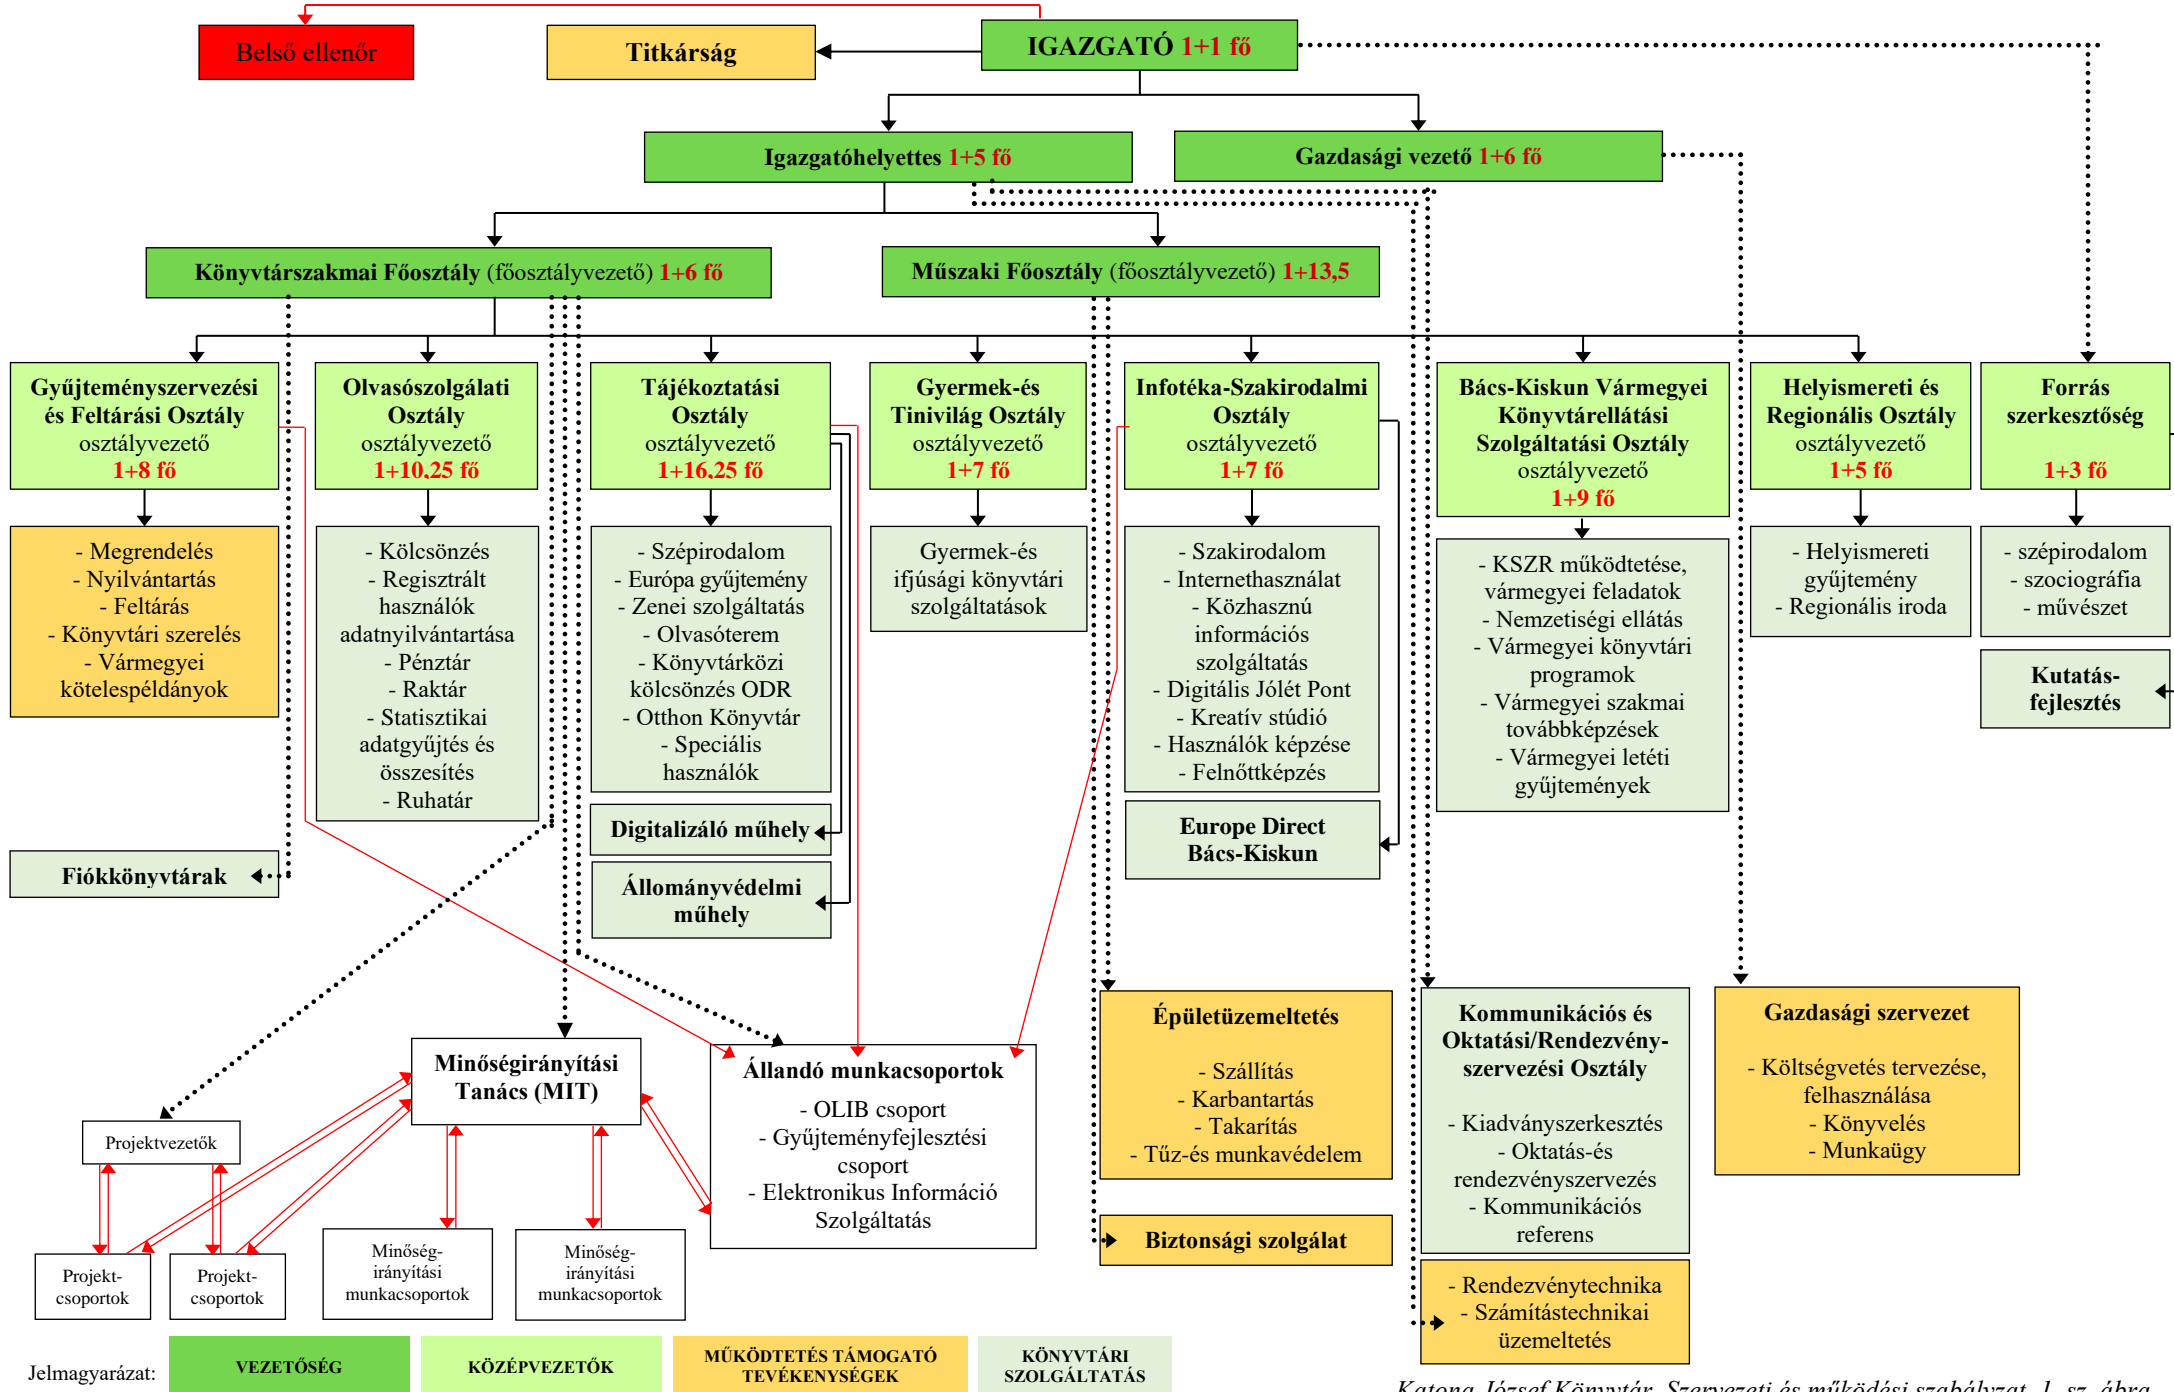 Belső ellenőr
Titkárság
IGAZGATÓ 1+1 fő
Igazgatóhelyettes 1+5 fő
Gazdasági vezető 1+6 fő
Könyvtárszakmai Főosztály (főosztályvezető) 1+6 fő
Műszaki Főosztály (főosztályvezető) 1+13,5
Gyűjteményszervezési
és Feltárási Osztály
osztályvezető
1+8 fő
Olvasószolgálati
Osztály
osztályvezető
1+10,25 fő
Tájékoztatási
Osztály
osztályvezető
1+16,25 fő
Gyermek-és
Tinivilág Osztály
osztályvezető
1+7 fő
Infotéka-Szakirodalmi
Osztály
osztályvezető
1+7 fő
Bács-Kiskun Vármegyei
Könyvtárellátási
Szolgáltatási Osztály
osztályvezető
1+9 fő
Helyismereti és
Regionális Osztály
osztályvezető
1+5 fő
Forrás
szerkesztőség
1+3 fő
- Megrendelés
- Nyilvántartás
- Feltárás
- Könyvtári szerelés
- Vármegyei
kötelespéldányok
- Kölcsönzés
- Regisztrált
használók
adatnyilvántartása
- Pénztár
- Raktár
- Statisztikai
adatgyűjtés és
összesítés
- Ruhatár
- Szépirodalom
- Európa gyűjtemény
- Zenei szolgáltatás
- Olvasóterem
- Könyvtárközi
kölcsönzés ODR
- Otthon Könyvtár
- Speciális
használók
Gyermek-és
ifjúsági könyvtári
szolgáltatások
- Szakirodalom
- Internethasználat
- Közhasznú
információs
szolgáltatás
- Digitális Jólét Pont
- Kreatív stúdió
- Használók képzése
- Felnőttképzés
- KSZR működtetése,
vármegyei feladatok
- Nemzetiségi ellátás
- Vármegyei könyvtári
programok
- Vármegyei szakmai
továbbképzések
- Vármegyei letéti
gyűjtemények
- Helyismereti
gyűjtemény
- Regionális iroda
- szépirodalom
- szociográfia
- művészet
Kutatás-
fejlesztés
Digitalizáló műhely
Europe Direct
Bács-Kiskun
Fiókkönyvtárak
Állományvédelmi
műhely
Minőségirányítási
Tanács (MIT)
Állandó munkacsoportok
- OLIB csoport
- Gyűjteményfejlesztési
csoport
- Elektronikus Információ
Szolgáltatás
Épületüzemeltetés
- Szállítás
- Karbantartás
- Takarítás
- Tűz-és munkavédelem
Kommunikációs és
Oktatási/Rendezvény-
szervezési Osztály
- Kiadványszerkesztés
- Oktatás-és
rendezvényszervezés
- Kommunikációs
referens
Gazdasági szervezet
- Költségvetés tervezése,
felhasználása
- Könyvelés
- Munkaügy
Projektvezetők
Biztonsági szolgálat
Projekt-
csoportok
Projekt-
csoportok
Minőség-
irányítási
munkacsoportok
Minőség-
irányítási
munkacsoportok
- Rendezvénytechnika
- Számítástechnikai
üzemeltetés
Jelmagyarázat:
VEZETŐSÉG
KÖZÉPVEZETŐK
MŰKÖDTETÉS TÁMOGATÓ
TEVÉKENYSÉGEK
KÖNYVTÁRI
SZOLGÁLTATÁS
Katona József Könyvtár, Szervezeti és működési szabályzat, 1. sz. ábra